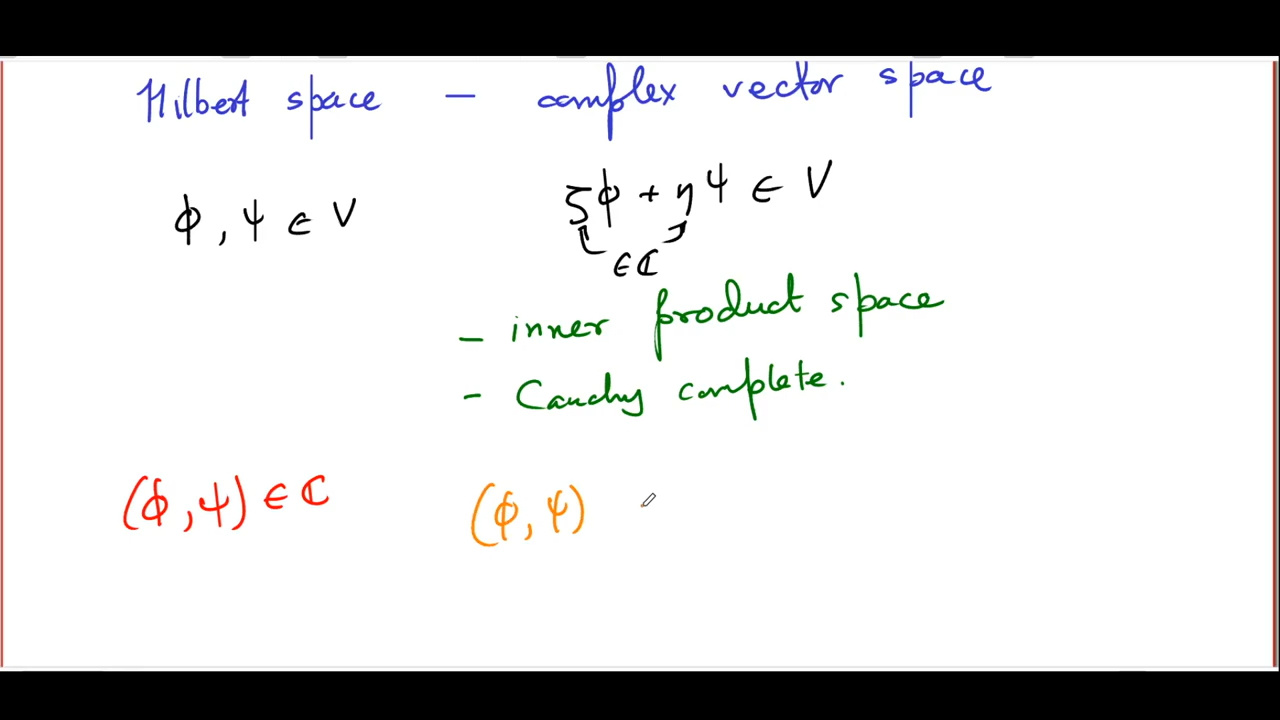 Hilbert space – complex vector space
ϕ, ψ ∈ V    ξϕ + ηψ ∈ V
∈ ℂ
- inner product space
- Cauchy complete.
(ϕ, ψ) ∈ ℂ    (ϕ, ψ)